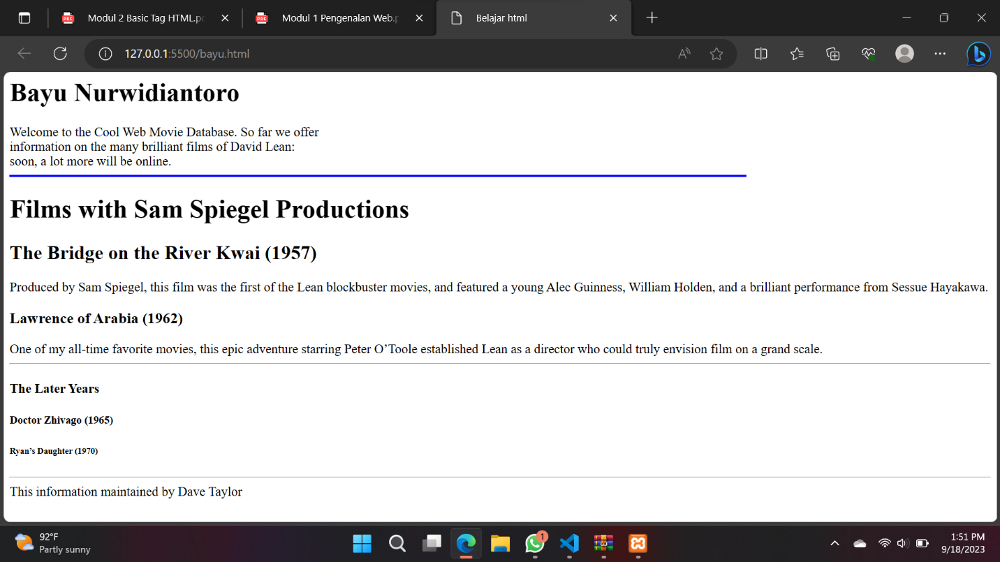 Modul 2 Basic Tag HTML.pc
Modul 1 Pengenalan Web.p
Belajar html
127.0.0.1:5500/bayu.html
Bayu Nurwidiantoro
Welcome to the Cool Web Movie Database. So far we offer
information on the many brilliant films of David Lean:
soon, a lot more will be online.
Films with Sam Spiegel Productions
The Bridge on the River Kwai (1957)
Produced by Sam Spiegel, this film was the first of the Lean blockbuster movies, and featured a young Alec Guinness, William Holden, and a brilliant performance from Sessue Hayakawa.
Lawrence of Arabia (1962)
One of my all-time favorite movies, this epic adventure starring Peter O’Toole established Lean as a director who could truly envision film on a grand scale.
The Later Years
Doctor Zhivago (1965)
Ryan’s Daughter (1970)
This information maintained by Dave Taylor
92°F
Partly sunny
1
1:51 PM
9/18/2023